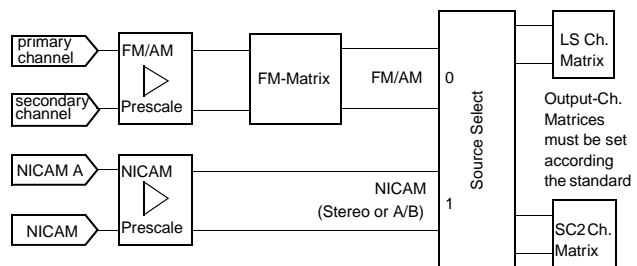 primary
channel
FM/AM
Prescale
secondary
channel
FM-Matrix
FM/AM
0
Source Select
LS Ch.
Matrix
Output-Ch.
Matrices
must be set
according
the standard
NICAM A
NICAM
Prescale
NICAM
NICAM
(Stereo or A/B)
1
SC2 Ch.
Matrix